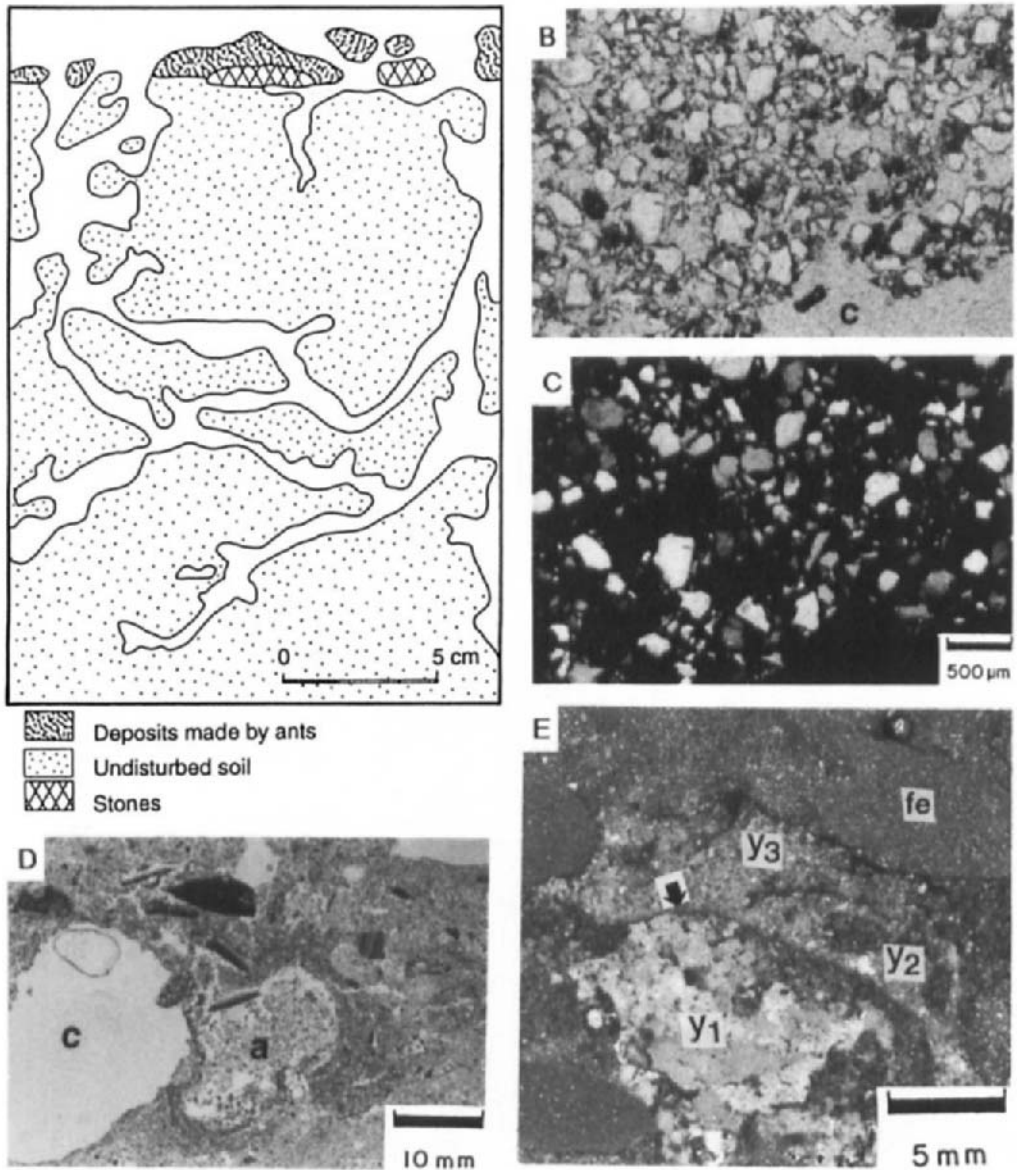 0 5 cm
Deposits made by ants
Undisturbed soil
Stones
B
c
C
500 µm
D
c
a
10 mm
E
fe
y3
y2
y1
5 mm